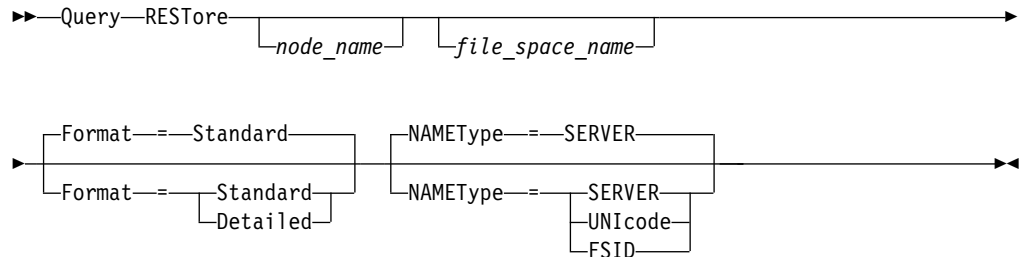 Query RESTore
node_name file_space_name
Format = Standard NAMEType = SERVER
Format = Standard NAMEType = SERVER
Detailed UNIcode
FSID